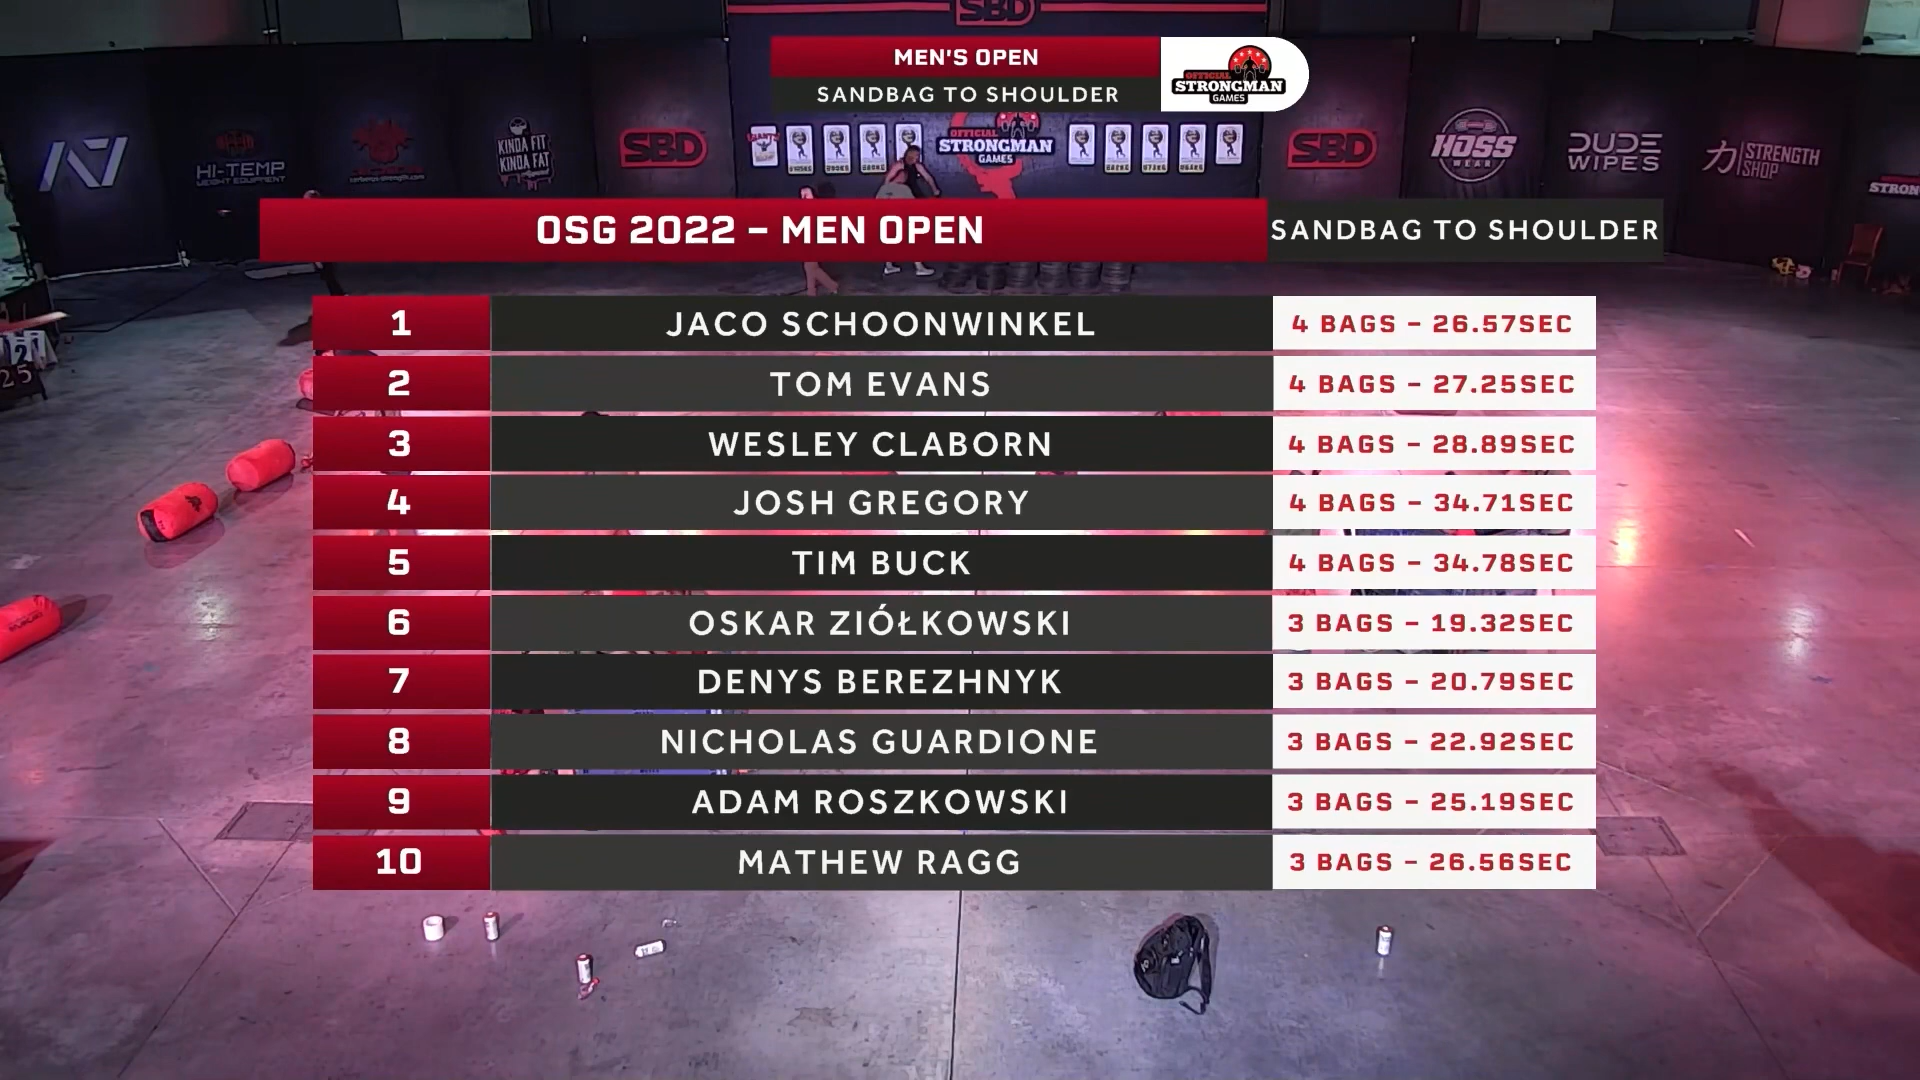 SBD
MEN'S OPEN
SANDBAG TO SHOULDER
OFFICIAL
STRONGMAN
GAMES
HI-TEMP
KINDA FIT
KINDA FAT
SBD
OFFICIAL
STRONGMAN
GAMES
SBD
HOSS
WEAR
DUDE
WIPES
力 STRENGTH
SHOP
STRON
OSG 2022 – MEN OPEN
SANDBAG TO SHOULDER
1 JACO SCHOONWINKEL 4 BAGS – 26.57SEC
2 TOM EVANS 4 BAGS – 27.25SEC
3 WESLEY CLABORN 4 BAGS – 28.89SEC
4 JOSH GREGORY 4 BAGS – 34.71SEC
5 TIM BUCK 4 BAGS – 34.78SEC
6 OSKAR ZIÓŁKOWSKI 3 BAGS – 19.32SEC
7 DENYS BEREZHNYK 3 BAGS – 20.79SEC
8 NICHOLAS GUARDIONE 3 BAGS – 22.92SEC
9 ADAM ROSZKOWSKI 3 BAGS – 25.19SEC
10 MATHEW RAGG 3 BAGS – 26.56SEC
2
25